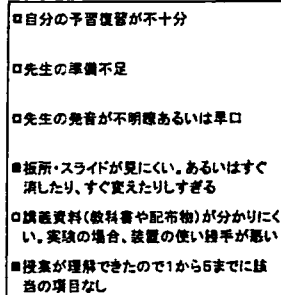 □自分の予習復習が不十分
□先生の準備不足
□先生の発音が不明瞭あるいは早口
■板所・スライドが見にくい。あるいはすぐ
消したり、すぐ変えたりしすぎる
□講義資料(教科書や配布物)が分かりにく
い。実験の場合、装置の使い勝手が悪い
■授業が理解できたので1から5までに該
当の項目なし